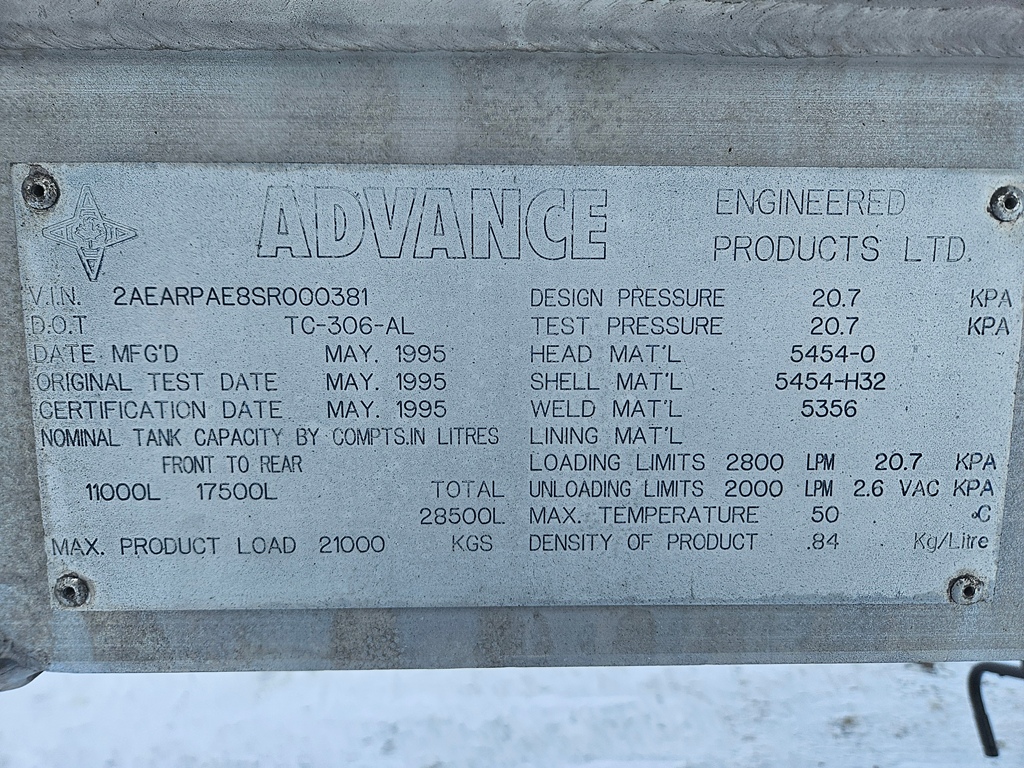 ADVANCE ENGINEERED
PRODUCTS LTD.
V.I.N. 2AEARPAE8SR000381
D.O.T TC-306-AL
DATE MFG'D MAY. 1995
ORIGINAL TEST DATE MAY. 1995
CERTIFICATION DATE MAY. 1995
NOMINAL TANK CAPACITY BY COMPTS.IN LITRES
FRONT TO REAR
11000L 17500L TOTAL
28500L
MAX. PRODUCT LOAD 21000 KGS
DESIGN PRESSURE 20.7 KPA
TEST PRESSURE 20.7 KPA
HEAD MAT'L 5454-0
SHELL MAT'L 5454-H32
WELD MAT'L 5356
LINING MAT'L
LOADING LIMITS 2800 LPM 20.7 KPA
UNLOADING LIMITS 2000 LPM 2.6 VAC KPA
MAX. TEMPERATURE 50 °C
DENSITY OF PRODUCT .84 Kg/Litre